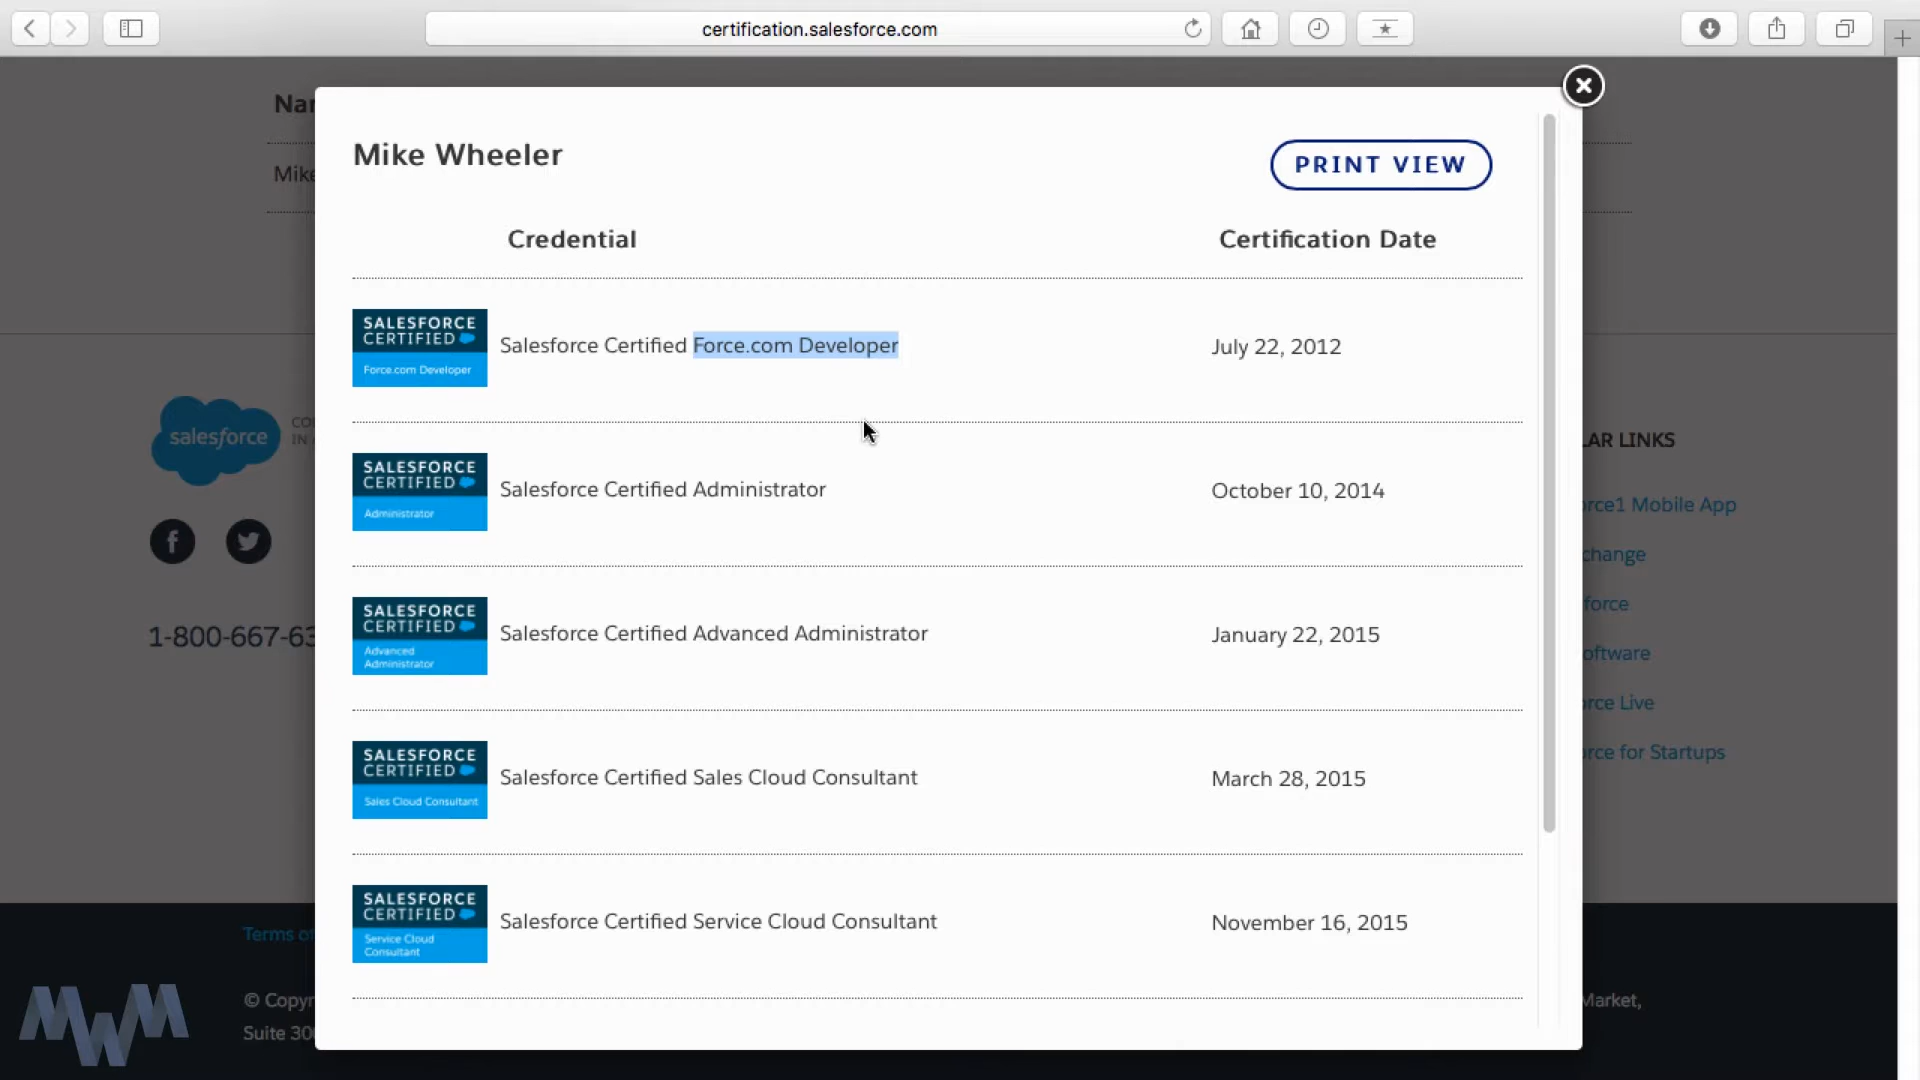 certification.salesforce.com
Mike Wheeler
PRINT VIEW
Credential
Certification Date
SALESFORCE
CERTIFIED
Force.com Developer
Salesforce Certified Force.com Developer
July 22, 2012
SALESFORCE
CERTIFIED
Administrator
Salesforce Certified Administrator
October 10, 2014
SALESFORCE
CERTIFIED
Advanced
Administrator
Salesforce Certified Advanced Administrator
January 22, 2015
SALESFORCE
CERTIFIED
Sales Cloud Consultant
Salesforce Certified Sales Cloud Consultant
March 28, 2015
SALESFORCE
CERTIFIED
Service Cloud
Consultant
Salesforce Certified Service Cloud Consultant
November 16, 2015
Mike
salesforce
IN
1-800-667-63
LAR LINKS
rce1 Mobile App
change
force
oftware
rce Live
rce for Startups
Terms of
© Copyr
Suite 30
Market,
MWM